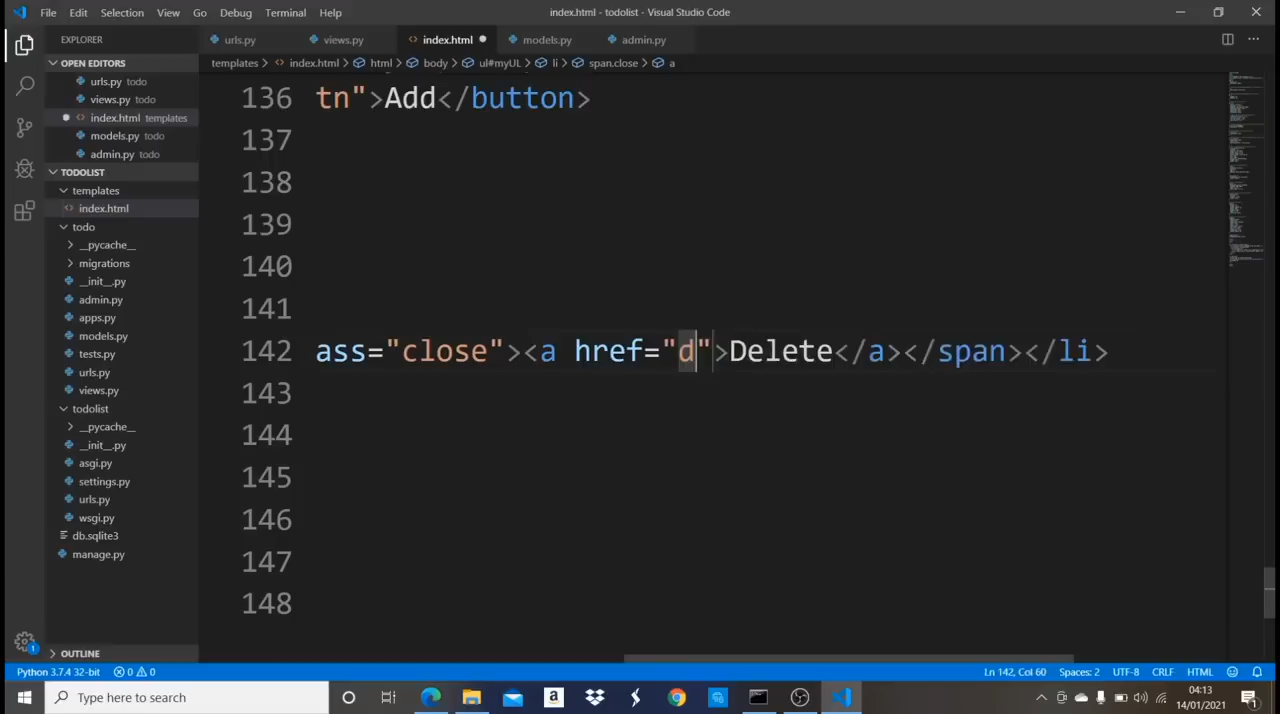 File Edit Selection View Go Debug Terminal Help index.html - todolist - Visual Studio Code
EXPLORER
urls.py views.py index.html models.py admin.py
OPEN EDITORS
templates > index.html > html > body > ul#myUL > li > span.close > a
urls.py todo
views.py todo
index.html templates
models.py todo
admin.py todo
TODOLIST
templates
index.html
todo
__pycache__
migrations
__init__.py
admin.py
apps.py
models.py
tests.py
urls.py
views.py
todolist
__pycache__
__init__.py
asgi.py
settings.py
urls.py
wsgi.py
db.sqlite3
manage.py
OUTLINE
136 tn">Add</button>
137
138
139
140
141
142 ass="close"><a href="d">Delete</a></span></li>
143
144
145
146
147
148
1
Python 3.7.4 32-bit 0 0 Ln 142, Col 60 Spaces: 2 UTF-8 CRLF HTML
Type here to search
04:13
14/01/2021
1